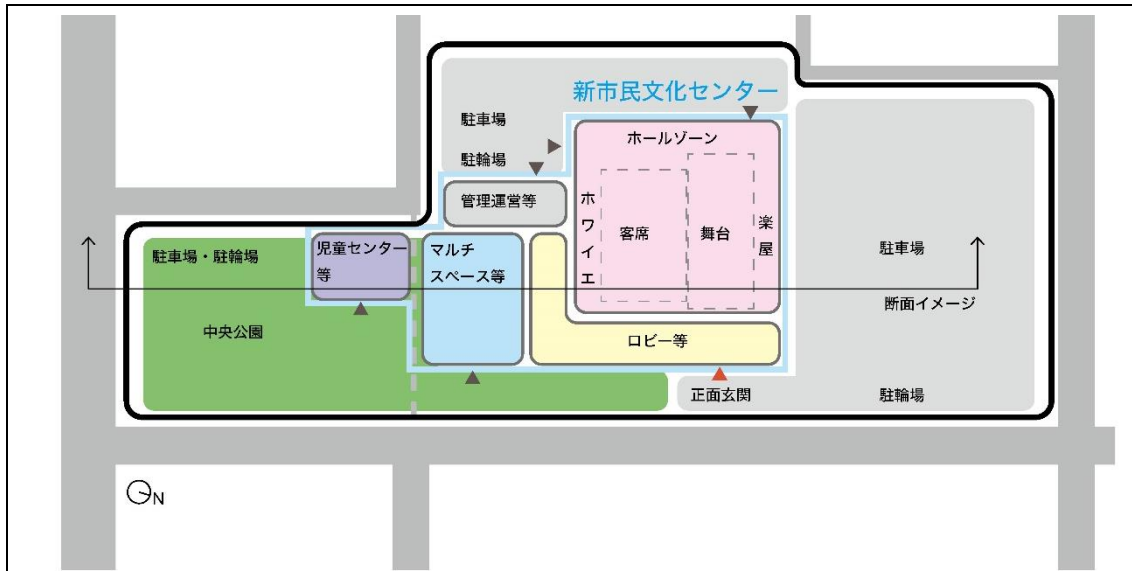 新市民文化センター
駐車場
駐輪場
ホールゾーン
管理運営等
ホワイエ
客席
舞台
楽屋
駐車場
駐車場・駐輪場
児童センター
等
マルチ
スペース等
断面イメージ
中央公園
ロビー等
正面玄関
駐輪場
N